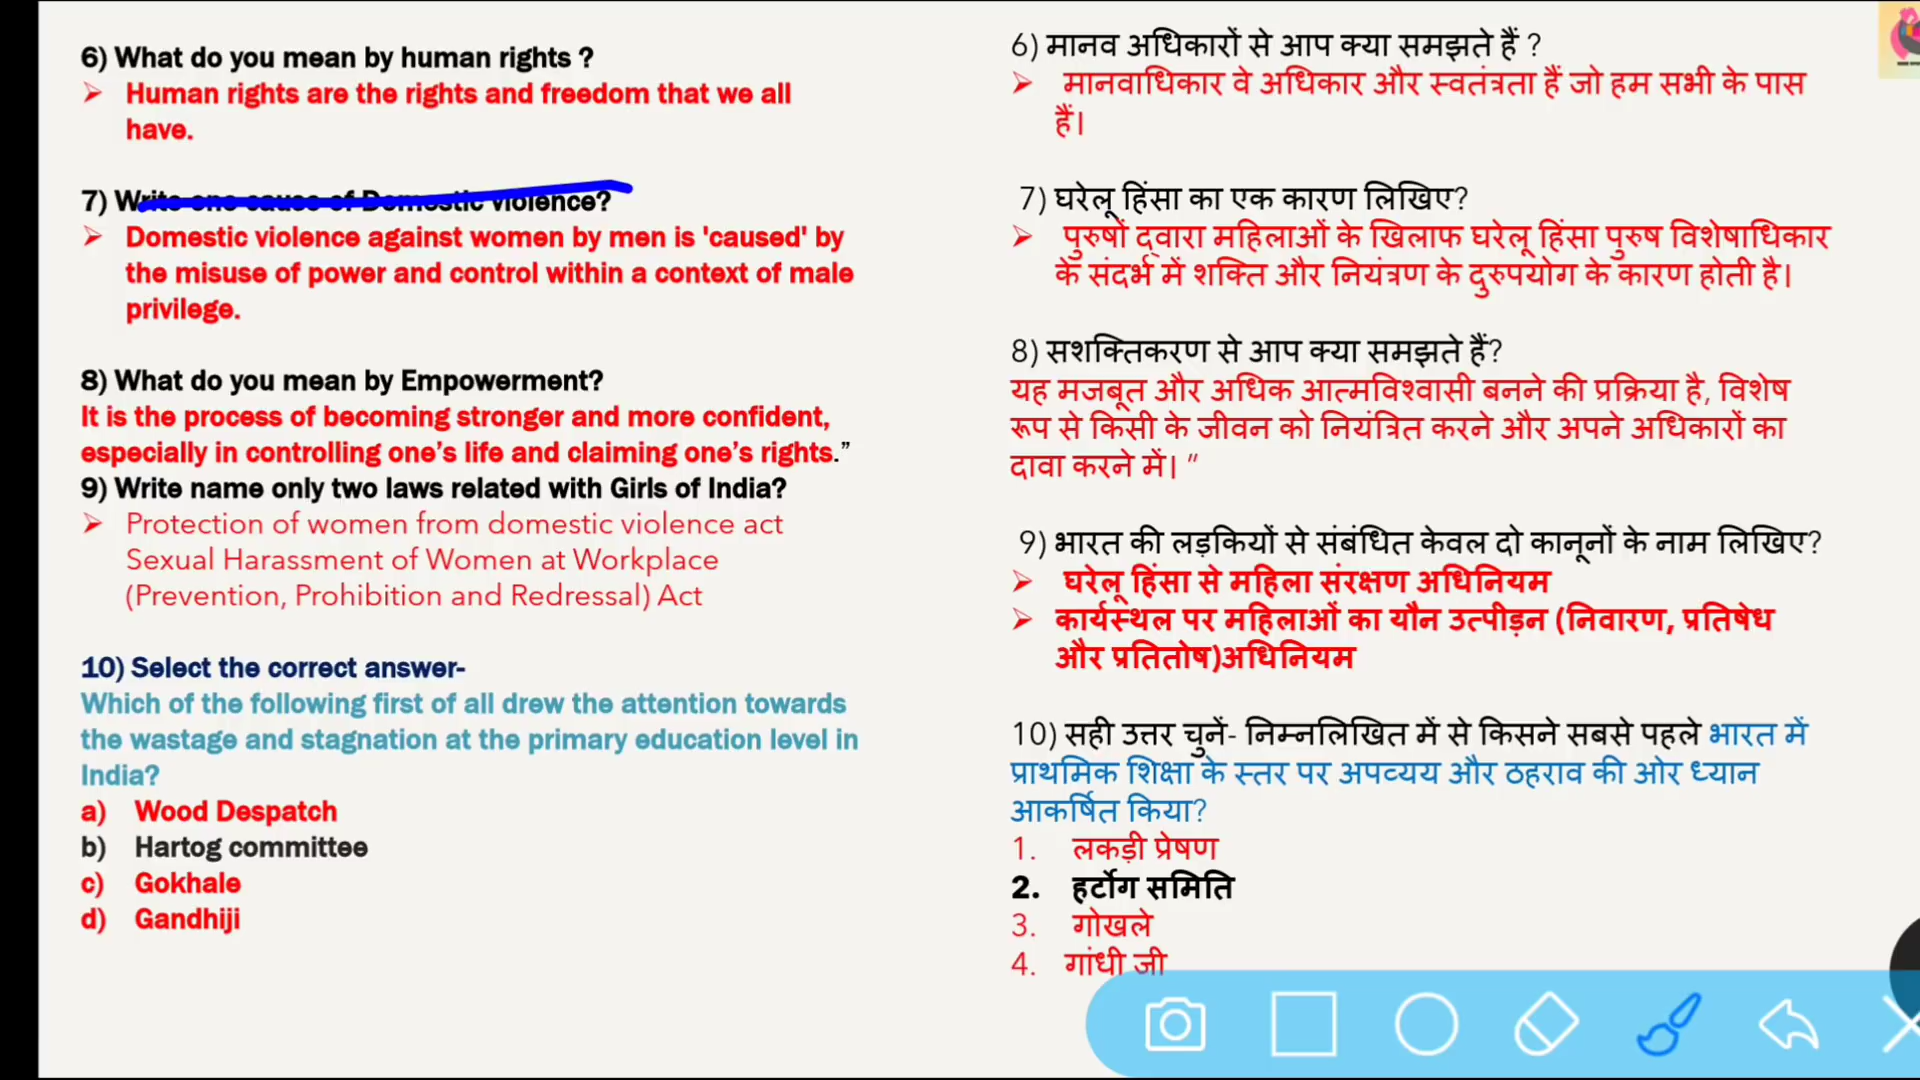 6) What do you mean by human rights ?
➢ Human rights are the rights and freedom that we all
have.
7) Write one cause of Domestic violence?
➢ Domestic violence against women by men is 'caused' by
the misuse of power and control within a context of male
privilege.
8) What do you mean by Empowerment?
It is the process of becoming stronger and more confident,
especially in controlling one’s life and claiming one’s rights.”
9) Write name only two laws related with Girls of India?
➢ Protection of women from domestic violence act
Sexual Harassment of Women at Workplace
(Prevention, Prohibition and Redressal) Act
10) Select the correct answer-
Which of the following first of all drew the attention towards
the wastage and stagnation at the primary education level in
India?
a) Wood Despatch
b) Hartog committee
c) Gokhale
d) Gandhiji
6) मानव अधिकारों से आप क्या समझते हैं ?
➢ मानवाधिकार वे अधिकार और स्वतंत्रता हैं जो हम सभी के पास
हैं।
7) घरेलू हिंसा का एक कारण लिखिए?
➢ पुरुषों द्वारा महिलाओं के खिलाफ घरेलू हिंसा पुरुष विशेषाधिकार
के संदर्भ में शक्ति और नियंत्रण के दुरुपयोग के कारण होती है।
8) सशक्तिकरण से आप क्या समझते हैं?
यह मजबूत और अधिक आत्मविश्वासी बनने की प्रक्रिया है, विशेष
रूप से किसी के जीवन को नियंत्रित करने और अपने अधिकारों का
दावा करने में। ”
9) भारत की लड़कियों से संबंधित केवल दो कानूनों के नाम लिखिए?
➢ घरेलू हिंसा से महिला संरक्षण अधिनियम
➢ कार्यस्थल पर महिलाओं का यौन उत्पीड़न (निवारण, प्रतिषेध
और प्रतितोष)अधिनियम
10) सही उत्तर चुनें- निम्नलिखित में से किसने सबसे पहले भारत में
प्राथमिक शिक्षा के स्तर पर अपव्यय और ठहराव की ओर ध्यान
आकर्षित किया?
1. लकड़ी प्रेषण
2. हर्टोग समिति
3. गोखले
4. गांधी जी